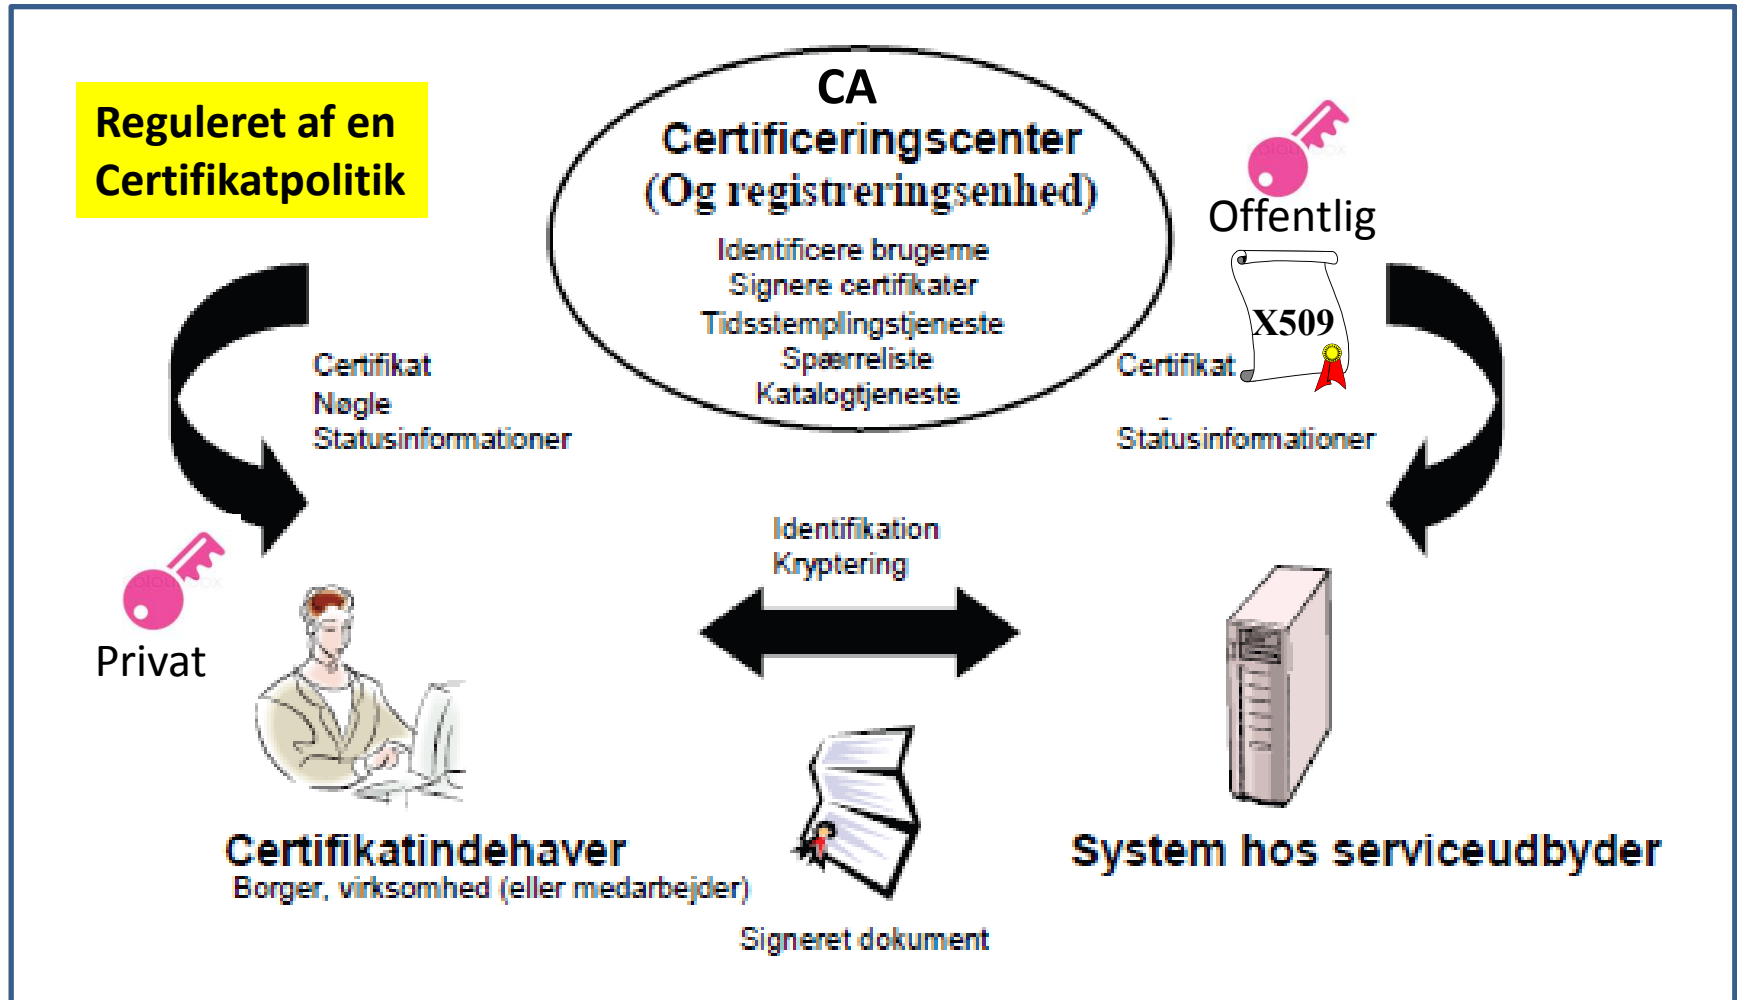 Reguleret af en
Certifikatpolitik
CA
Certificeringscenter
(Og registreringsenhed)
Identificere brugerne
Signere certifikater
Tidsstemplingstjeneste
Spærreliste
Katalogtjeneste
Offentlig
X509
Certifikat
Statusinformationer
Certifikat
Nøgle
Statusinformationer
Privat
Identifikation
Kryptering
Certifikatindehaver
Borger, virksomhed (eller medarbejder)
Signeret dokument
System hos serviceudbyder